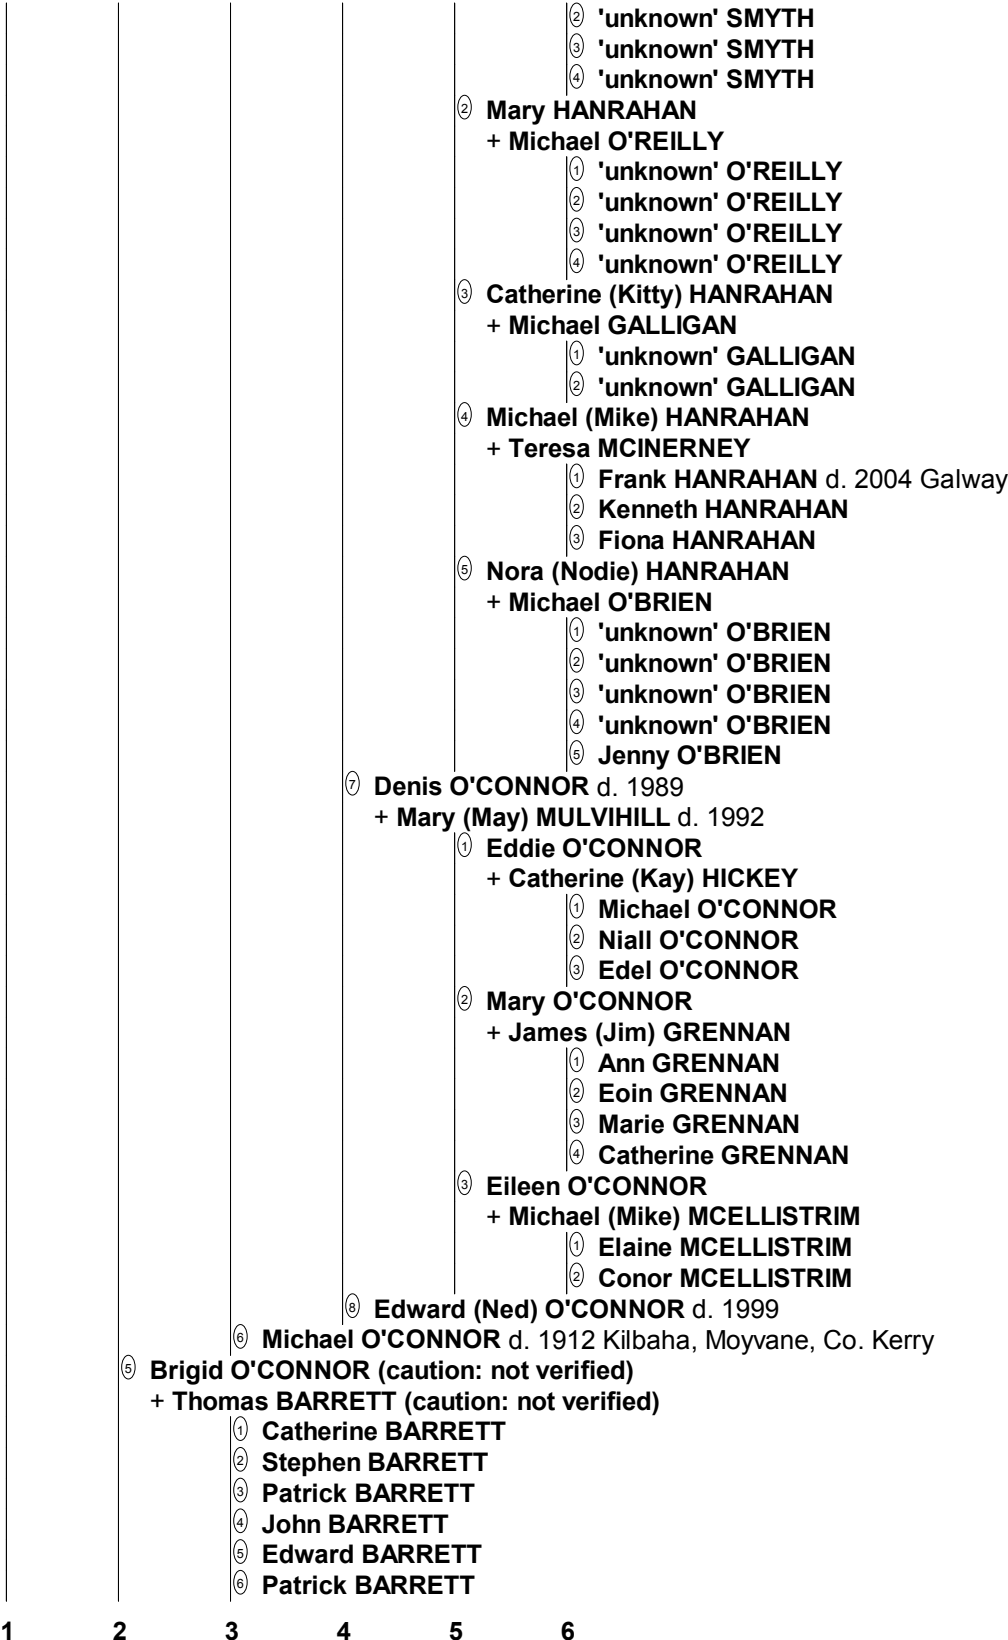 ② 'unknown' SMYTH
③ 'unknown' SMYTH
④ 'unknown' SMYTH
② Mary HANRAHAN
+ Michael O'REILLY
① 'unknown' O'REILLY
② 'unknown' O'REILLY
③ 'unknown' O'REILLY
④ 'unknown' O'REILLY
③ Catherine (Kitty) HANRAHAN
+ Michael GALLIGAN
① 'unknown' GALLIGAN
② 'unknown' GALLIGAN
④ Michael (Mike) HANRAHAN
+ Teresa MCINERNEY
① Frank HANRAHAN d. 2004 Galway
② Kenneth HANRAHAN
③ Fiona HANRAHAN
⑤ Nora (Nodie) HANRAHAN
+ Michael O'BRIEN
① 'unknown' O'BRIEN
② 'unknown' O'BRIEN
③ 'unknown' O'BRIEN
④ 'unknown' O'BRIEN
⑤ Jenny O'BRIEN
⑦ Denis O'CONNOR d. 1989
+ Mary (May) MULVIHILL d. 1992
① Eddie O'CONNOR
+ Catherine (Kay) HICKEY
① Michael O'CONNOR
② Niall O'CONNOR
③ Edel O'CONNOR
② Mary O'CONNOR
+ James (Jim) GRENNAN
① Ann GRENNAN
② Eoin GRENNAN
③ Marie GRENNAN
④ Catherine GRENNAN
③ Eileen O'CONNOR
+ Michael (Mike) MCELLISTRIM
① Elaine MCELLISTRIM
② Conor MCELLISTRIM
⑧ Edward (Ned) O'CONNOR d. 1999
⑥ Michael O'CONNOR d. 1912 Kilbaha, Moyvane, Co. Kerry
⑤ Brigid O'CONNOR (caution: not verified)
+ Thomas BARRETT (caution: not verified)
① Catherine BARRETT
② Stephen BARRETT
③ Patrick BARRETT
④ John BARRETT
⑤ Edward BARRETT
⑥ Patrick BARRETT
1 2 3 4 5 6